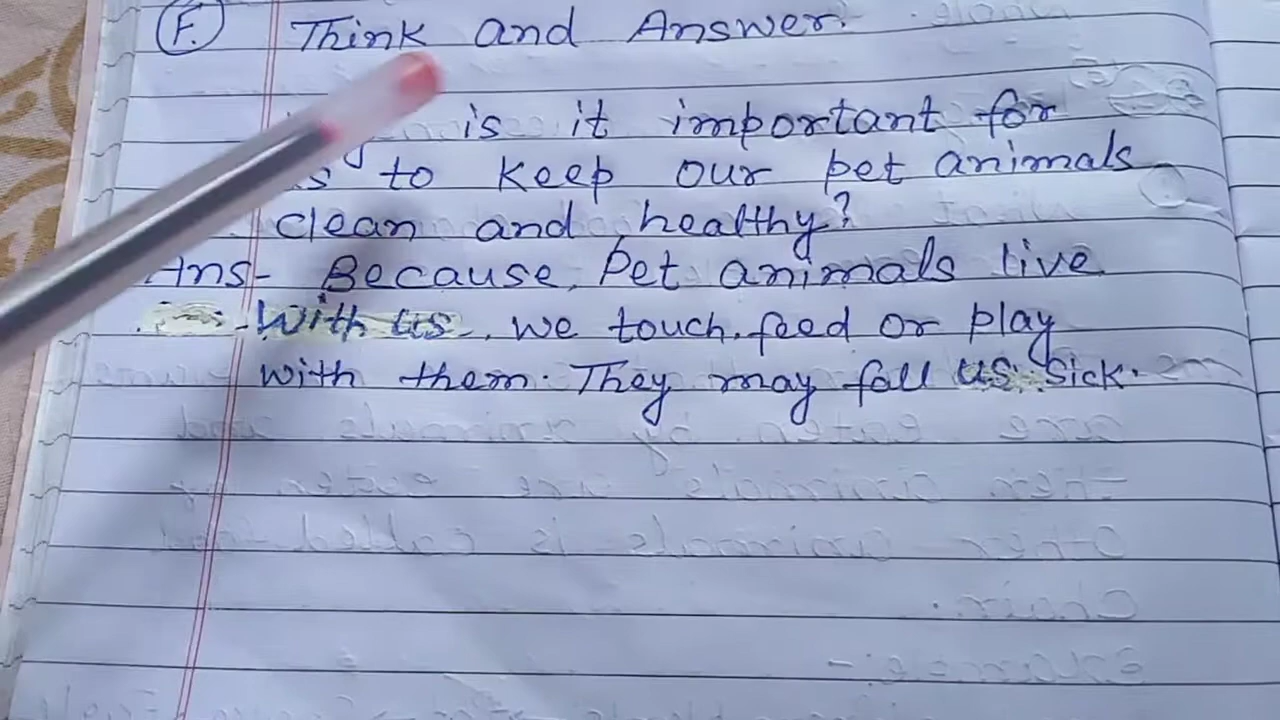 F. Think and Answer.
is it important for
to keep our pet animals
clean and healthy?
Ans- Because, Pet animals live
with us, we touch, feed or play
with them. They may fall us sick.